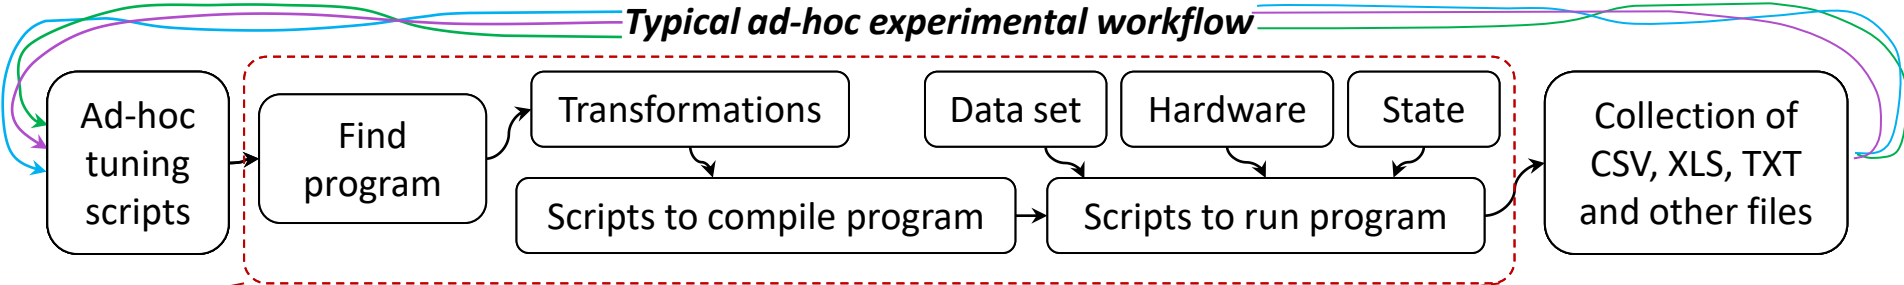 Typical ad-hoc experimental workflow
Ad-hoc
tuning
scripts
Find
program
Transformations
Scripts to compile program
Data set
Hardware
State
Scripts to run program
Collection of
CSV, XLS, TXT
and other files